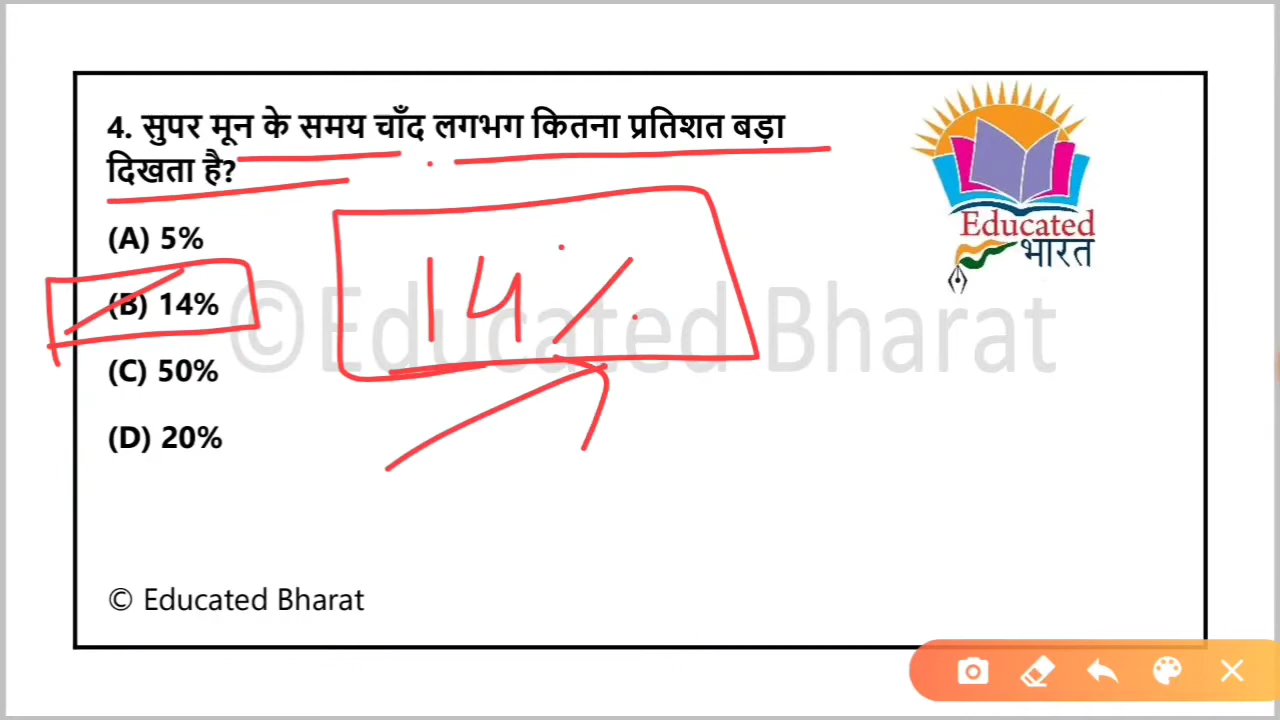 4. सुपर मून के समय चाँद लगभग कितना प्रतिशत बड़ा
दिखता है?
(A) 5%
(B) 14%
(C) 50%
(D) 20%
14%
©Educated Bharat
Educated
भारत
© Educated Bharat